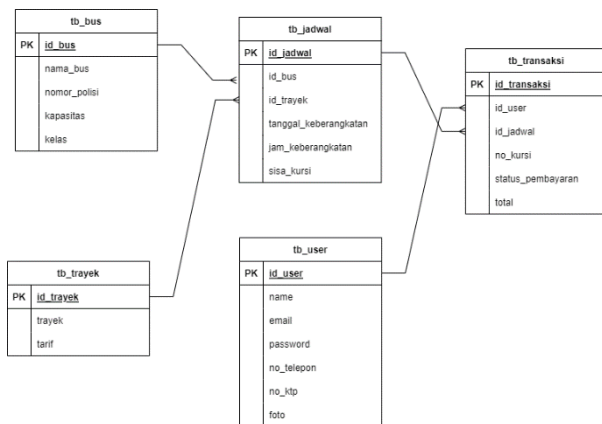 tb_bus
PK id_bus
nama_bus
nomor_polisi
kapasitas
kelas
tb_jadwal
PK id_jadwal
id_bus
id_trayek
tanggal_keberangkatan
jam_keberangkatan
sisa_kursi
tb_transaksi
PK id_transaksi
id_user
id_jadwal
no_kursi
status_pembayaran
total
tb_trayek
PK id_trayek
trayek
tarif
tb_user
PK id_user
name
email
password
no_telepon
no_ktp
foto